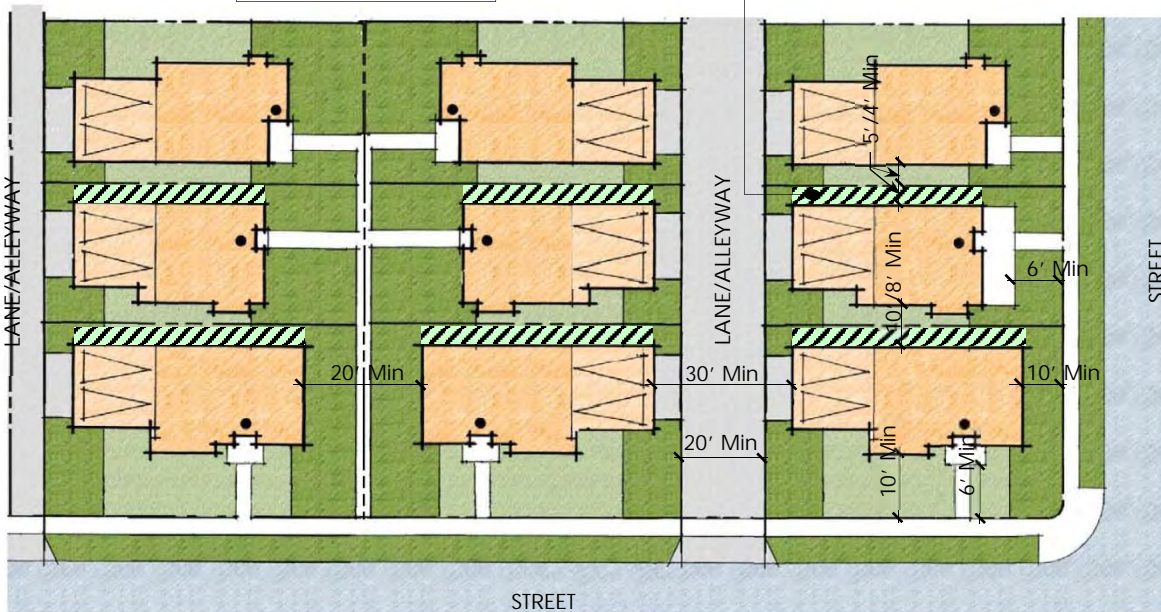 5'/4' Min
LANE/ALLEYWAY
LANE/ALLEYWAY
10'/8' Min
6' Min
STREET
20' Min
30' Min
10' Min
20' Min
10' Min
6' Min
STREET